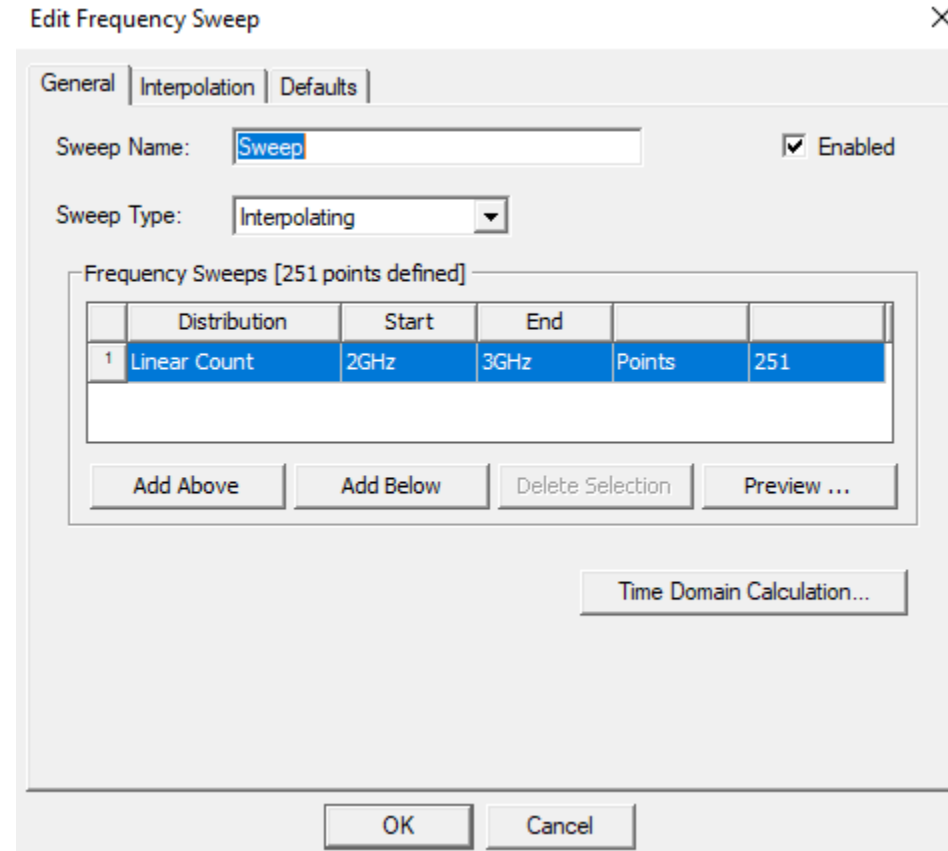 Edit Frequency Sweep
General Interpolation Defaults
Sweep Name: Sweep Enabled
Sweep Type: Interpolating
Frequency Sweeps [251 points defined]
Distribution Start End
1 Linear Count 2GHz 3GHz Points 251
Add Above Add Below Delete Selection Preview ...
Time Domain Calculation...
OK Cancel